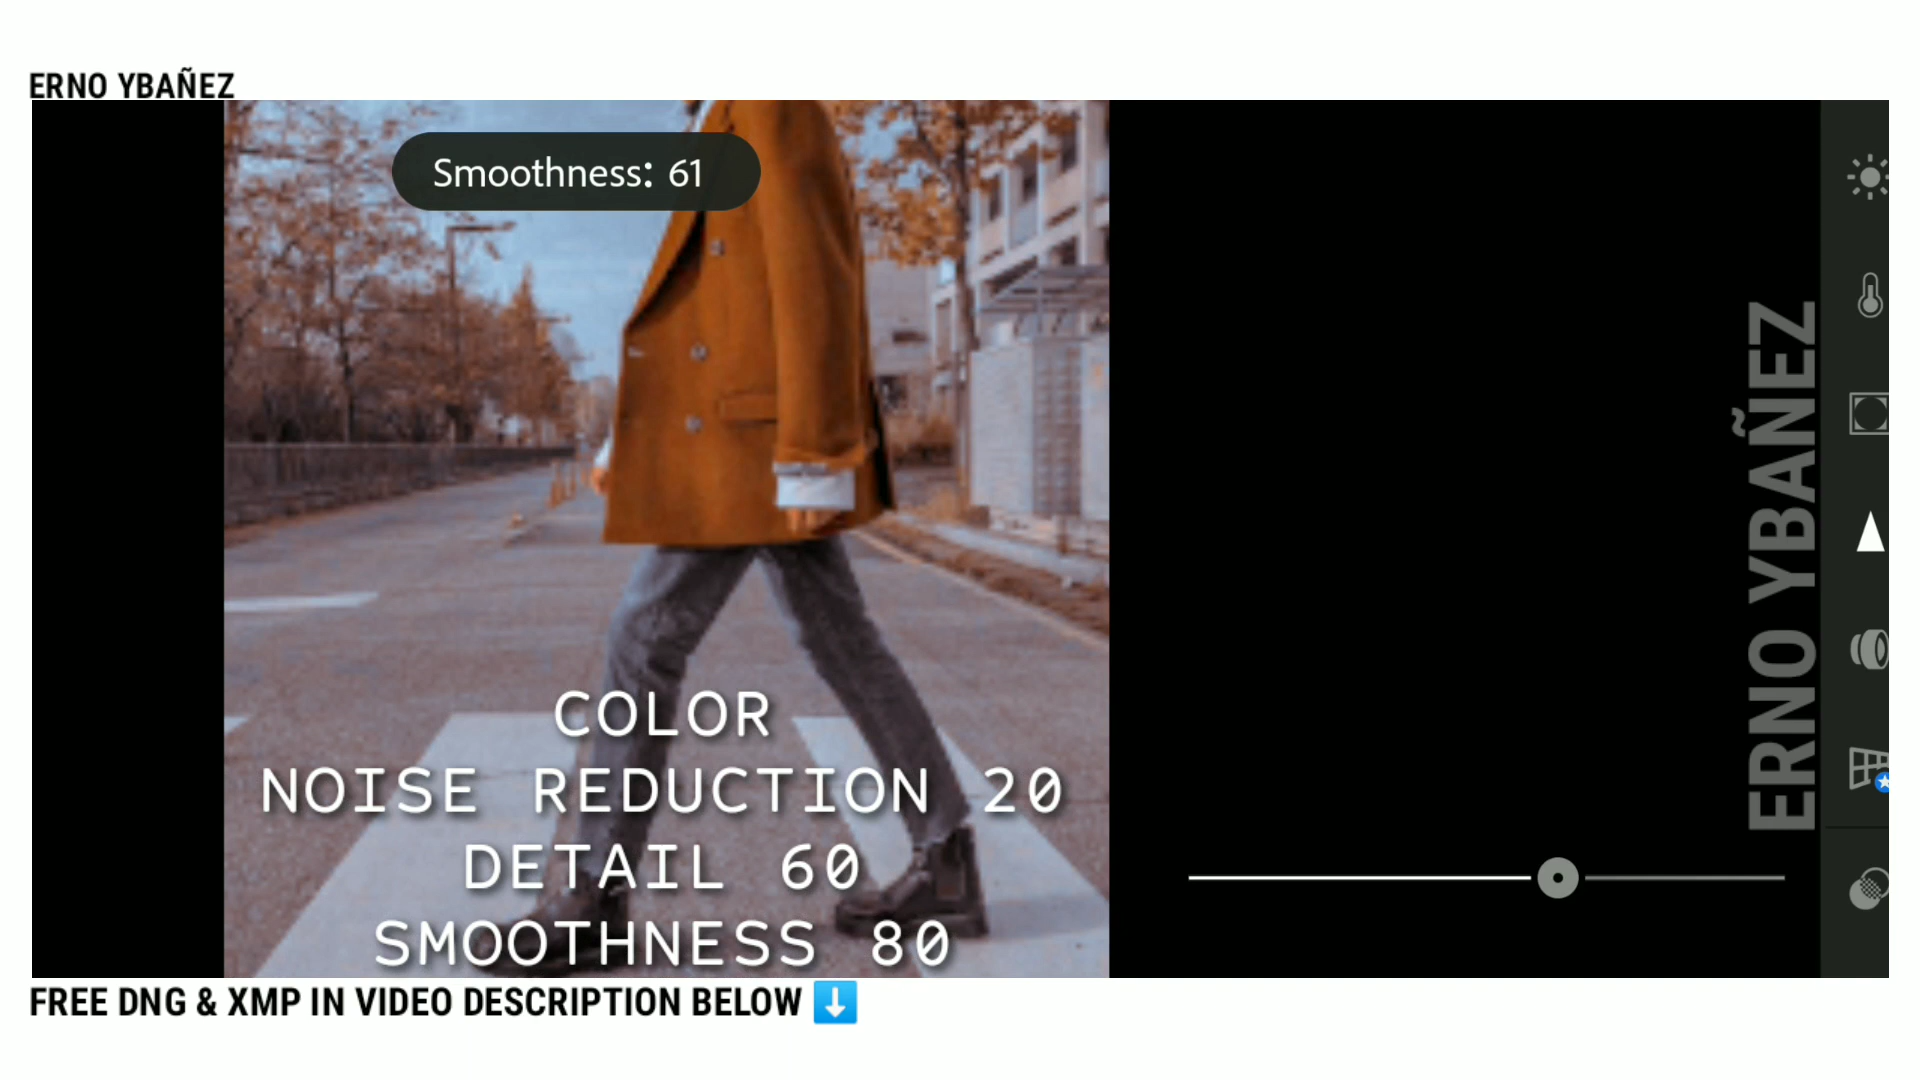 ERNO YBAÑEZ
Smoothness: 61
ERNO YBAÑEZ
COLOR
NOISE REDUCTION 20
DETAIL 60
SMOOTHNESS 80
FREE DNG & XMP IN VIDEO DESCRIPTION BELOW ⬇️